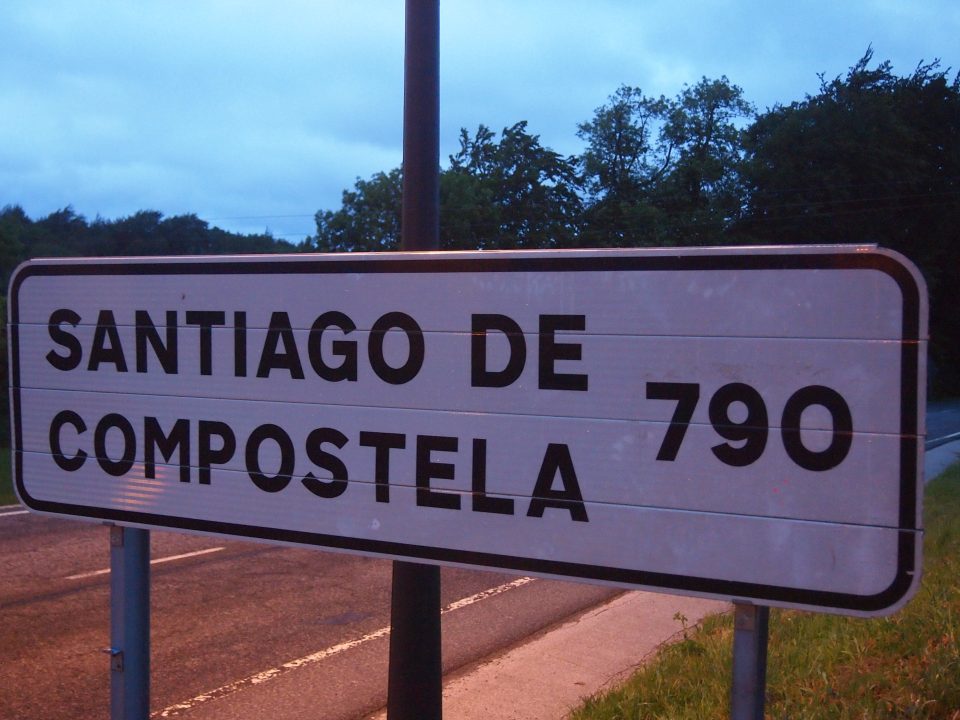 SANTIAGO DE
COMPOSTELA 790